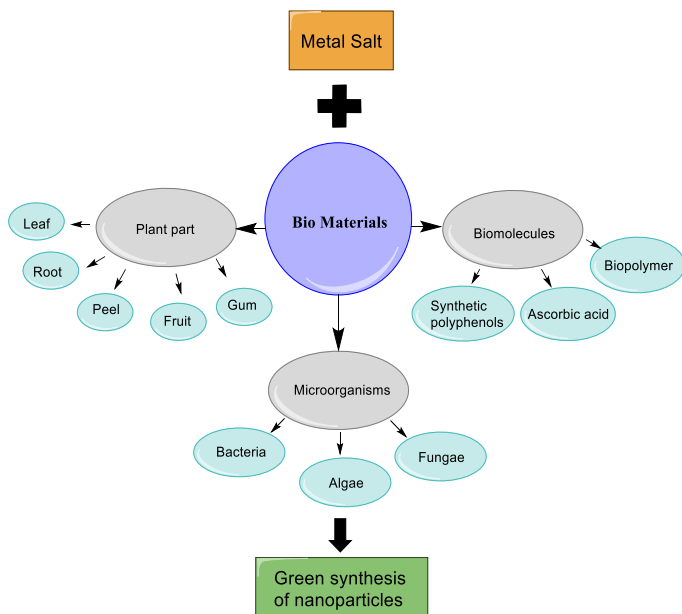 Metal Salt
Bio Materials
Plant part
Leaf
Root
Peel
Fruit
Gum
Biomolecules
Biopolymer
Synthetic
polyphenols
Ascorbic acid
Microorganisms
Bacteria
Algae
Fungae
Green synthesis
of nanoparticles